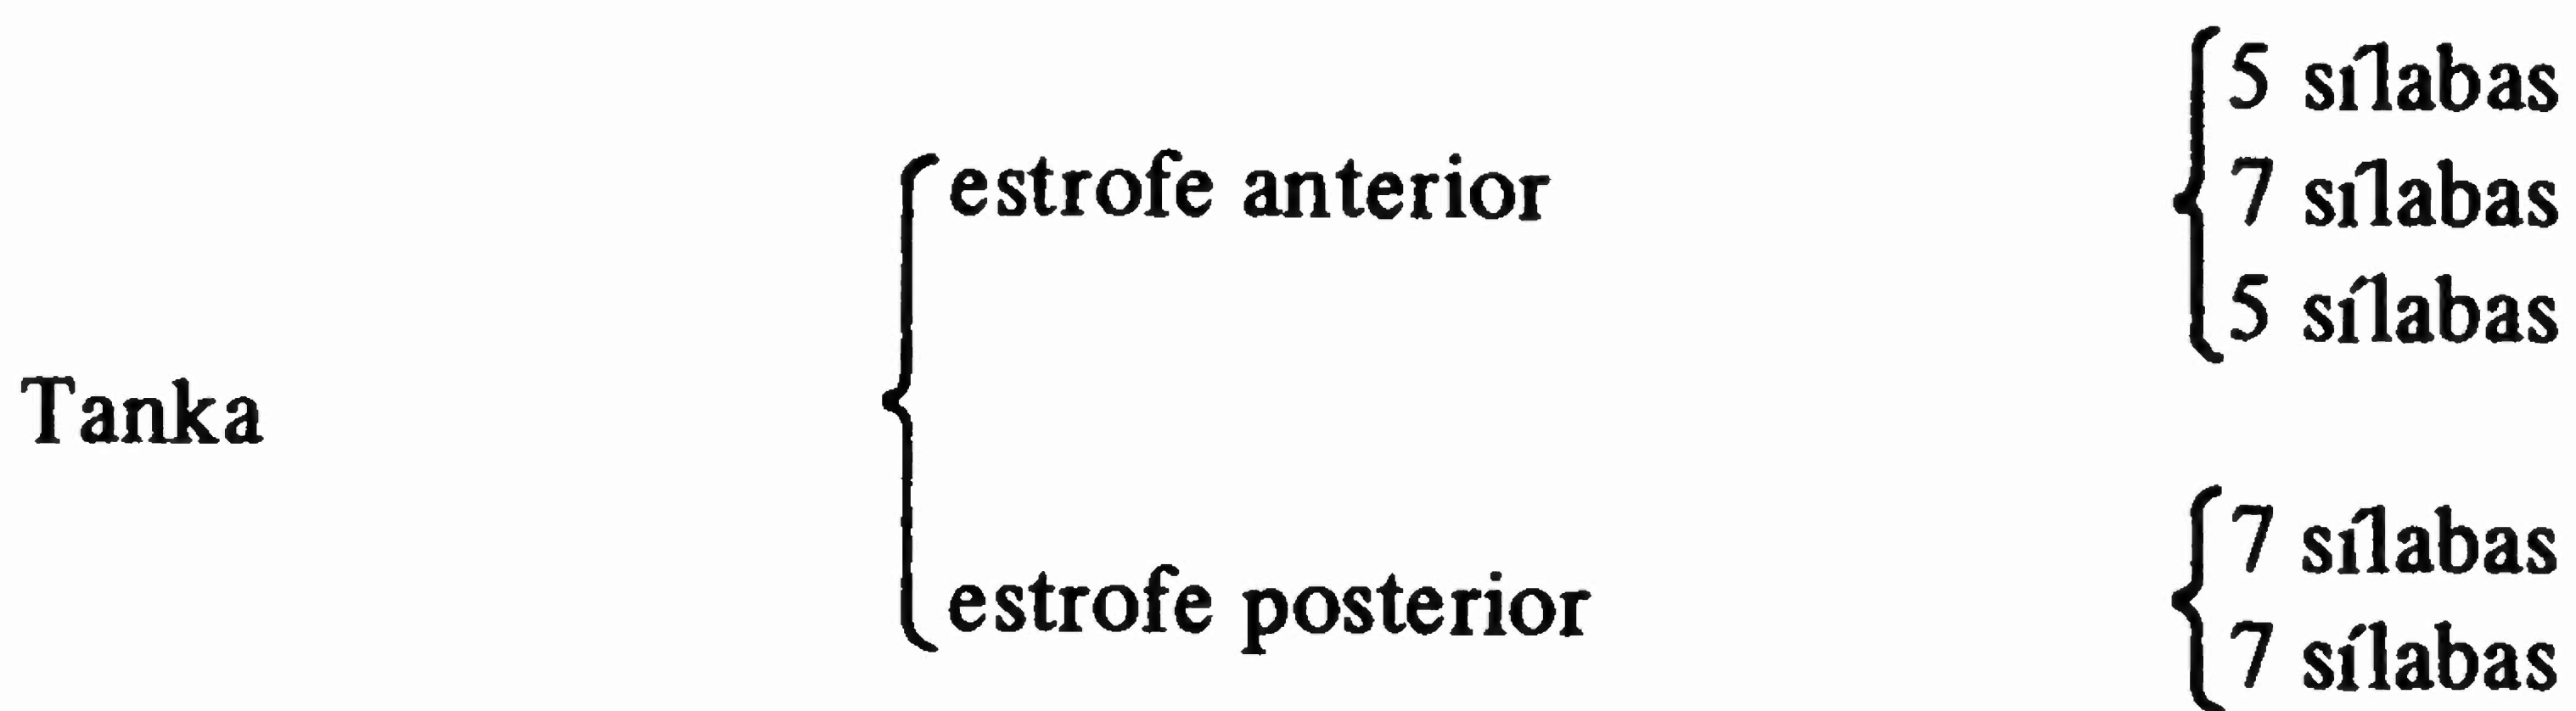 5 sílabas
estrofe anterior
7 sílabas
5 sílabas
Tanka
7 sílabas
estrofe posterior
7 sílabas